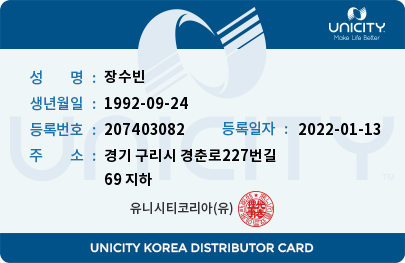 UNICITY
Make Life Better
성 명 : 장수빈
생년월일 : 1992-09-24
등록번호 : 207403082 등록일자 : 2022-01-13
주 소 : 경기 구리시 경춘로227번길
69 지하
UNICITY
TM
유니시티코리아(유)
UNICITY KOREA DISTRIBUTOR CARD